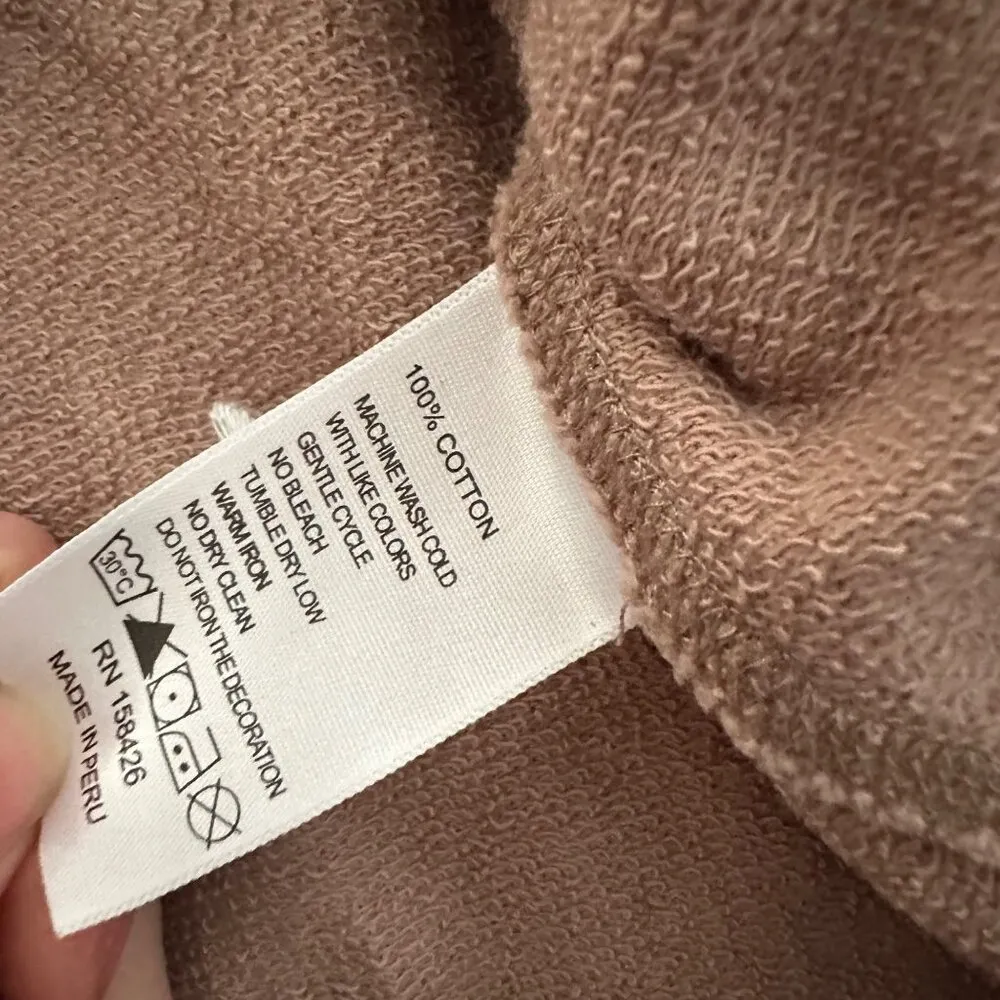 100% COTTON
MACHINE WASH COLD
WITH LIKE COLORS
GENTLE CYCLE
NO BLEACH
TUMBLE DRY LOW
WARM IRON
NO DRY CLEAN
DO NOT IRON THE DECORATION
30°C
RN 158426
MADE IN PERU